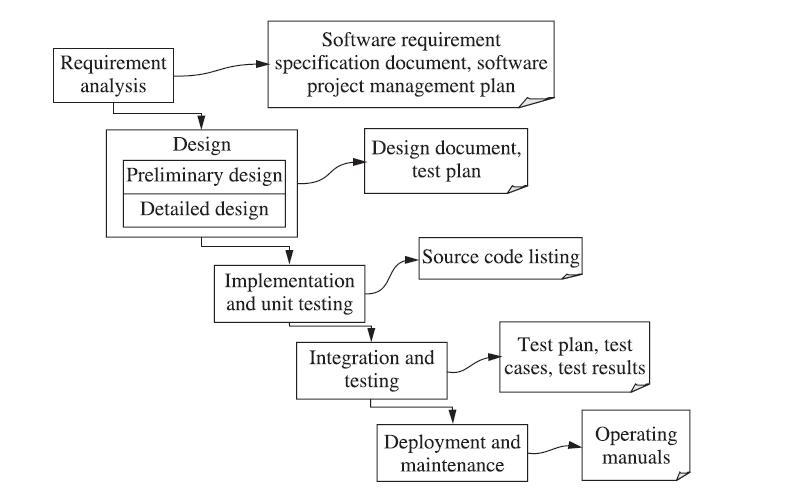 Requirement
analysis
Software requirement
specification document, software
project management plan
Design
Preliminary design
Detailed design
Design document,
test plan
Implementation
and unit testing
Source code listing
Integration and
testing
Test plan, test
cases, test results
Deployment and
maintenance
Operating
manuals